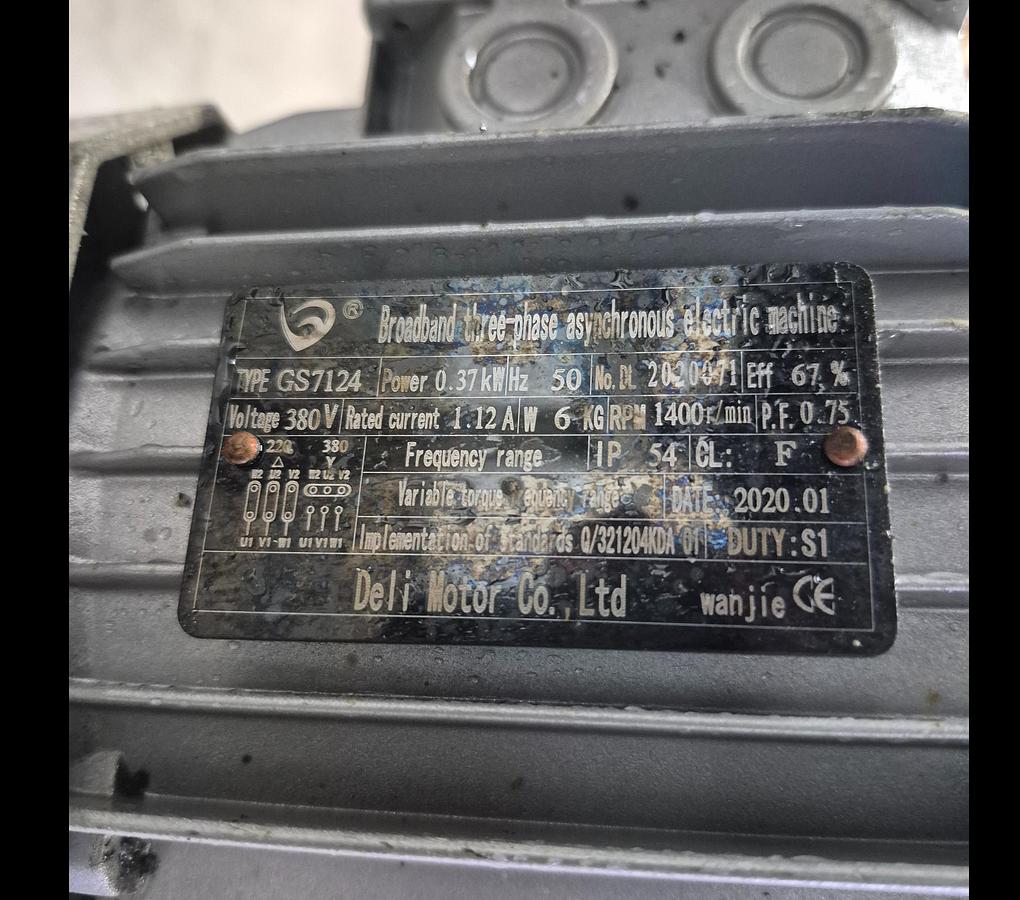 ® Broadband three-phase asynchronous electric machine
TYPE GS7124 Power 0.37kW Hz 50 No. DL 2020071 Eff 67.%
Voltage 380V Rated current 1.12A W 6 KG RPM 1400r/min P.F. 0.75
220 380 Frequency range IP 54 CL: F
△ Y
W2 U2 V2 W2 U2 V2 Variable torque frequency range DATE: 2020.01
U1 V1 W1 U1 V1 W1 Implementation of standards Q/321204KDA 01 DUTY:S1
Deli Motor Co.,Ltd wanjie CE